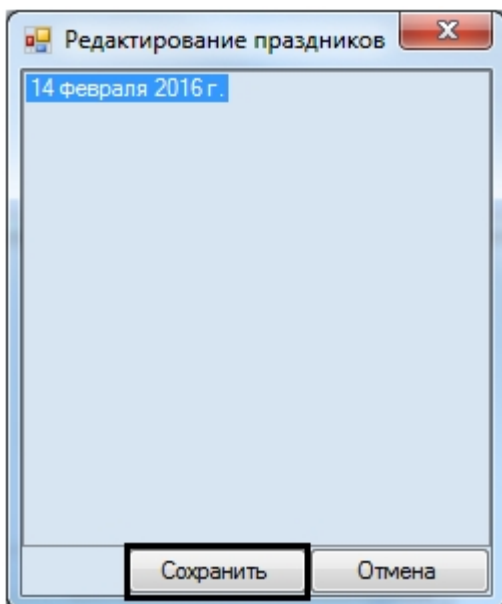 Редактирование праздников
14 февраля 2016 г.
Сохранить
Отмена